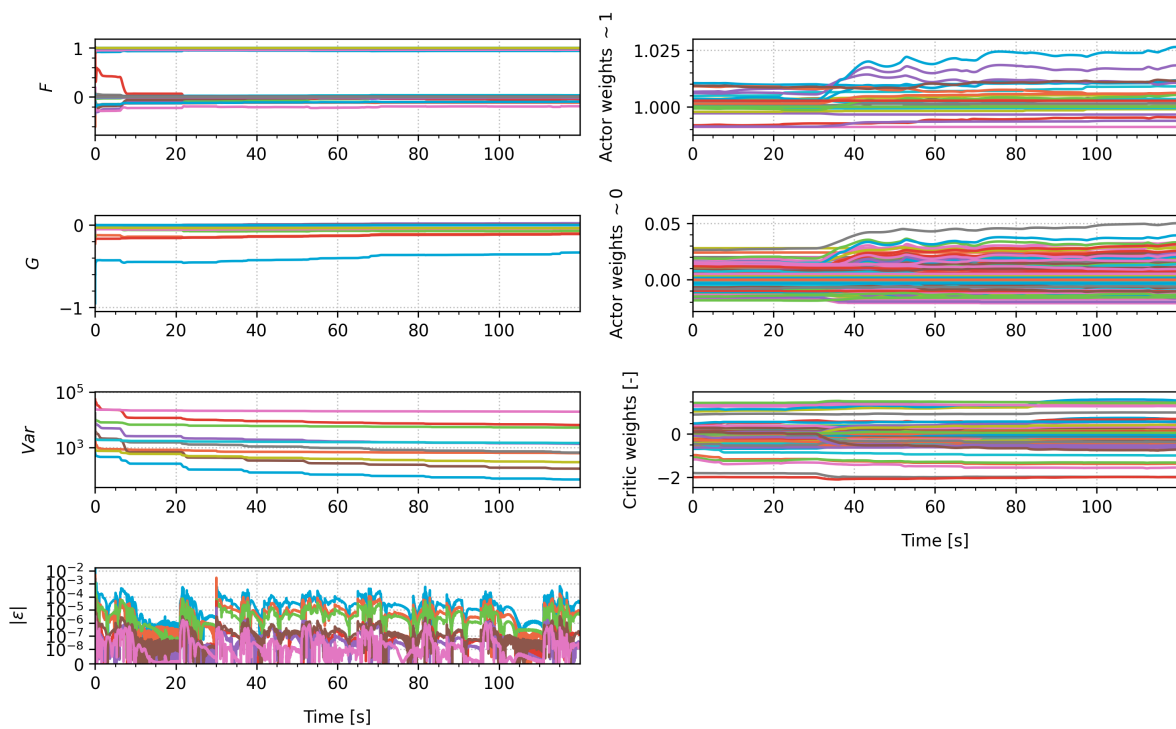 F
1
0
0 20 40 60 80 100
Actor weights ~ 1
1.025
1.000
0 20 40 60 80 100
G
0
−1
0 20 40 60 80 100
Actor weights ~ 0
0.05
0.00
0 20 40 60 80 100
Var
10^5
10^3
0 20 40 60 80 100
Critic weights [-]
0
−2
0 20 40 60 80 100
Time [s]
|ε|
10^−2
10^−3
10^−4
10^−5
10^−6
10^−7
10^−8
0
0 20 40 60 80 100
Time [s]